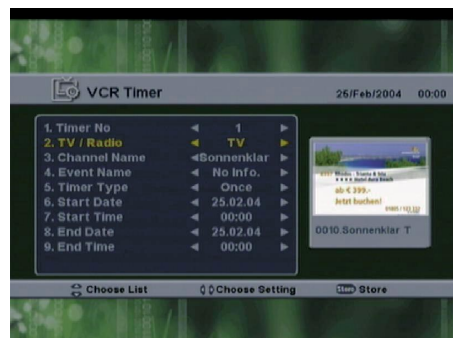 VCR Timer
25/Feb/2004 00:00
1. Timer No 1
2. TV / Radio TV
3. Channel Name Sonnenklar
4. Event Name No Info.
5. Timer Type Once
6. Start Date 25.02.04
7. Start Time 00:00
8. End Date 25.02.04
9. End Time 00:00
ab € 399.-
Jetzt buchen!
0010.Sonnenklar T
Choose List
Choose Setting
Store Store